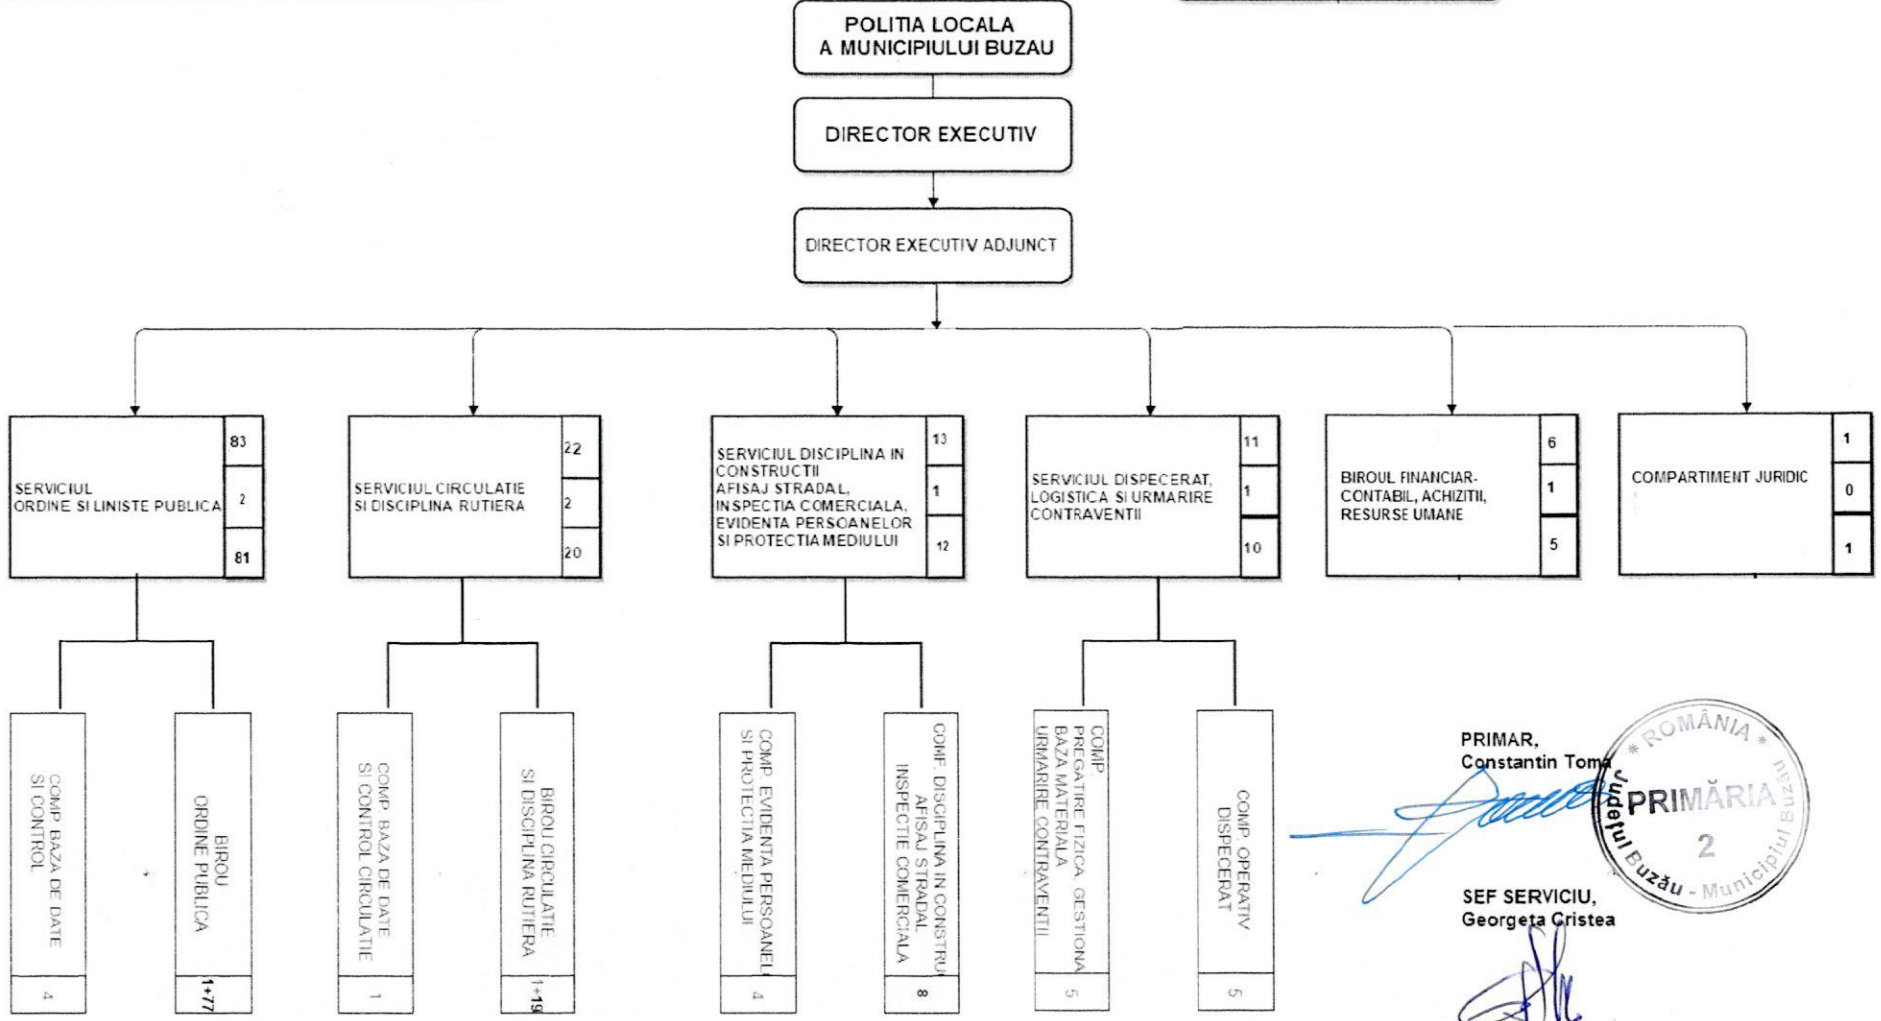 POLITIA LOCALA
A MUNICIPIULUI BUZAU
DIRECTOR EXECUTIV
DIRECTOR EXECUTIV ADJUNCT
SERVICIUL
ORDINE SI LINISTE PUBLICA
83
2
81
SERVICIUL CIRCULATIE
SI DISCIPLINA RUTIERA
22
2
20
SERVICIUL DISCIPLINA IN
CONSTRUCTII
AFISAJ STRADAL,
INSPECTIA COMERCIALA,
EVIDENTA PERSOANELOR
SI PROTECTIA MEDIULUI
13
1
12
SERVICIUL DISPECERAT,
LOGISTICA SI URMARIRE
CONTRAVENTII
11
1
10
BIROUL FINANCIAR-
CONTABIL, ACHIZITII,
RESURSE UMANE
6
1
5
COMPARTIMENT JURIDIC
1
0
1
COMP. BAZA DE DATE
SI CONTROL
4
BIROU
ORDINE PUBLICA
1+77
COMP. BAZA DE DATE
SI CONTROL CIRCULATIE
1
BIROU CIRCULATIE
SI DISCIPLINA RUTIERA
1+19
COMP. EVIDENTA PERSOANEL
SI PROTECTIA MEDIULUI
4
COMP. DISCIPLINA IN CONSTRU
AFISAJ STRADAL
INSPECTIE COMERCIALA
8
COMP.
PREGATIRE FIZICA, GESTIONA
BAZA MATERIALA
URMARIRE CONTRAVENTII
5
COMP. OPERATIV
DISPECERAT
5
PRIMAR,
Constantin Toma
* ROMÂNIA *
PRIMĂRIA
2
Județul Buzău - Municipiul Buzău
SEF SERVICIU,
Georgeta Cristea